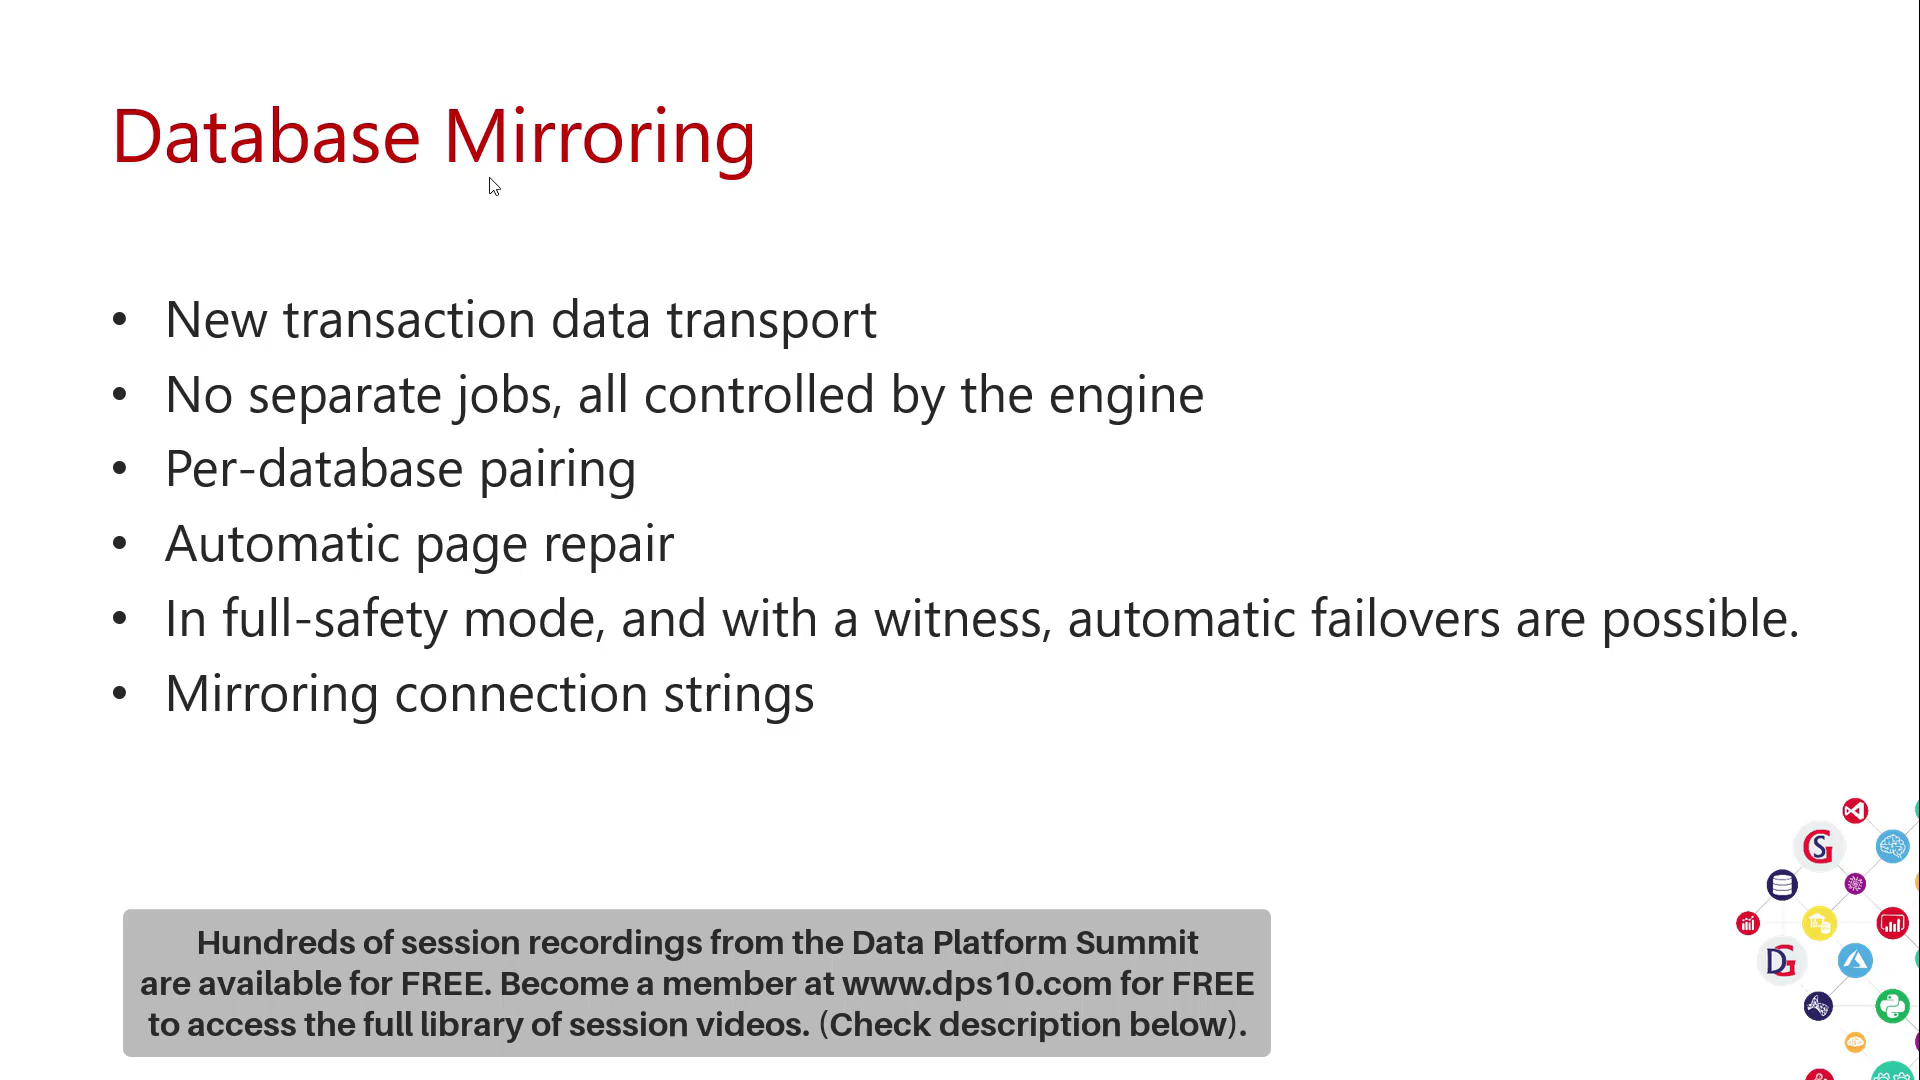 Database Mirroring
• New transaction data transport
• No separate jobs, all controlled by the engine
• Per-database pairing
• Automatic page repair
• In full-safety mode, and with a witness, automatic failovers are possible.
• Mirroring connection strings
Hundreds of session recordings from the Data Platform Summit
are available for FREE. Become a member at www.dps10.com for FREE
to access the full library of session videos. (Check description below).
SG
DG